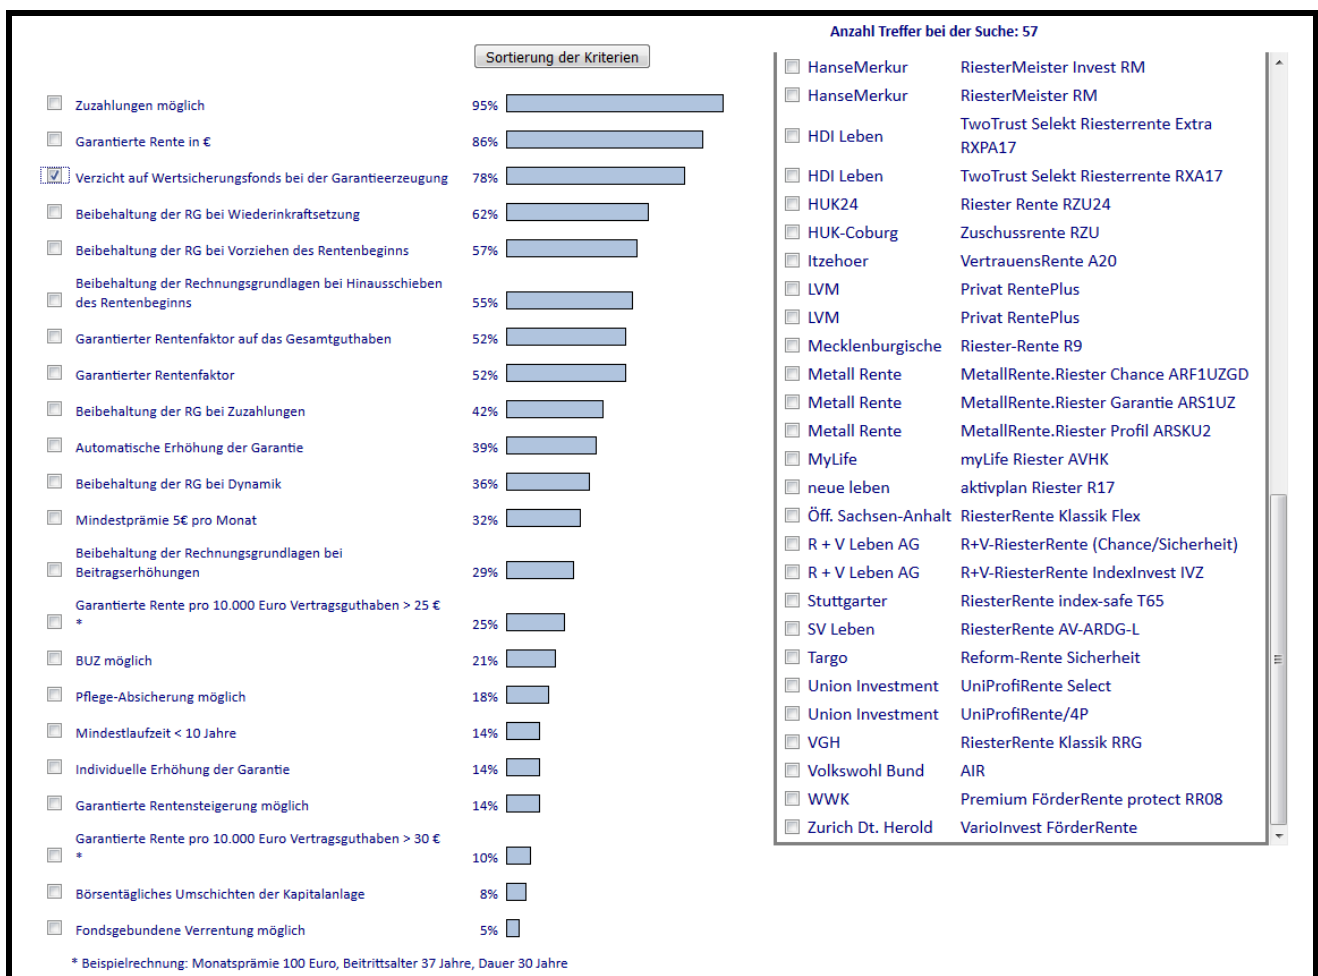 Anzahl Treffer bei der Suche: 57
Sortierung der Kriterien
Zuzahlungen möglich 95%
Garantierte Rente in € 86%
Verzicht auf Wertsicherungsfonds bei der Garantieerzeugung 78%
Beibehaltung der RG bei Wiederinkraftsetzung 62%
Beibehaltung der RG bei Vorziehen des Rentenbeginns 57%
Beibehaltung der Rechnungsgrundlagen bei Hinausschieben
des Rentenbeginns 55%
Garantierter Rentenfaktor auf das Gesamtguthaben 52%
Garantierter Rentenfaktor 52%
Beibehaltung der RG bei Zuzahlungen 42%
Automatische Erhöhung der Garantie 39%
Beibehaltung der RG bei Dynamik 36%
Mindestprämie 5€ pro Monat 32%
Beibehaltung der Rechnungsgrundlagen bei
Beitragserhöhungen 29%
Garantierte Rente pro 10.000 Euro Vertragsguthaben > 25 €
* 25%
BUZ möglich 21%
Pflege-Absicherung möglich 18%
Mindestlaufzeit < 10 Jahre 14%
Individuelle Erhöhung der Garantie 14%
Garantierte Rentensteigerung möglich 14%
Garantierte Rente pro 10.000 Euro Vertragsguthaben > 30 €
* 10%
Börsentägliches Umschichten der Kapitalanlage 8%
Fondsgebundene Verrentung möglich 5%
* Beispielrechnung: Monatsprämie 100 Euro, Beitrittsalter 37 Jahre, Dauer 30 Jahre
HanseMerkur RiesterMeister Invest RM
HanseMerkur RiesterMeister RM
HDI Leben TwoTrust Selekt Riesterrente Extra
RXPA17
HDI Leben TwoTrust Selekt Riesterrente RXA17
HUK24 Riester Rente RZU24
HUK-Coburg Zuschussrente RZU
Itzehoer VertrauensRente A20
LVM Privat RentePlus
LVM Privat RentePlus
Mecklenburgische Riester-Rente R9
Metall Rente MetallRente.Riester Chance ARF1UZGD
Metall Rente MetallRente.Riester Garantie ARS1UZ
Metall Rente MetallRente.Riester Profil ARSKU2
MyLife myLife Riester AVHK
neue leben aktivplan Riester R17
Öff. Sachsen-Anhalt RiesterRente Klassik Flex
R + V Leben AG R+V-RiesterRente (Chance/Sicherheit)
R + V Leben AG R+V-RiesterRente IndexInvest IVZ
Stuttgarter RiesterRente index-safe T65
SV Leben RiesterRente AV-ARDG-L
Targo Reform-Rente Sicherheit
Union Investment UniProfiRente Select
Union Investment UniProfiRente/4P
VGH RiesterRente Klassik RRG
Volkswohl Bund AIR
WWK Premium FörderRente protect RR08
Zurich Dt. Herold VarioInvest FörderRente